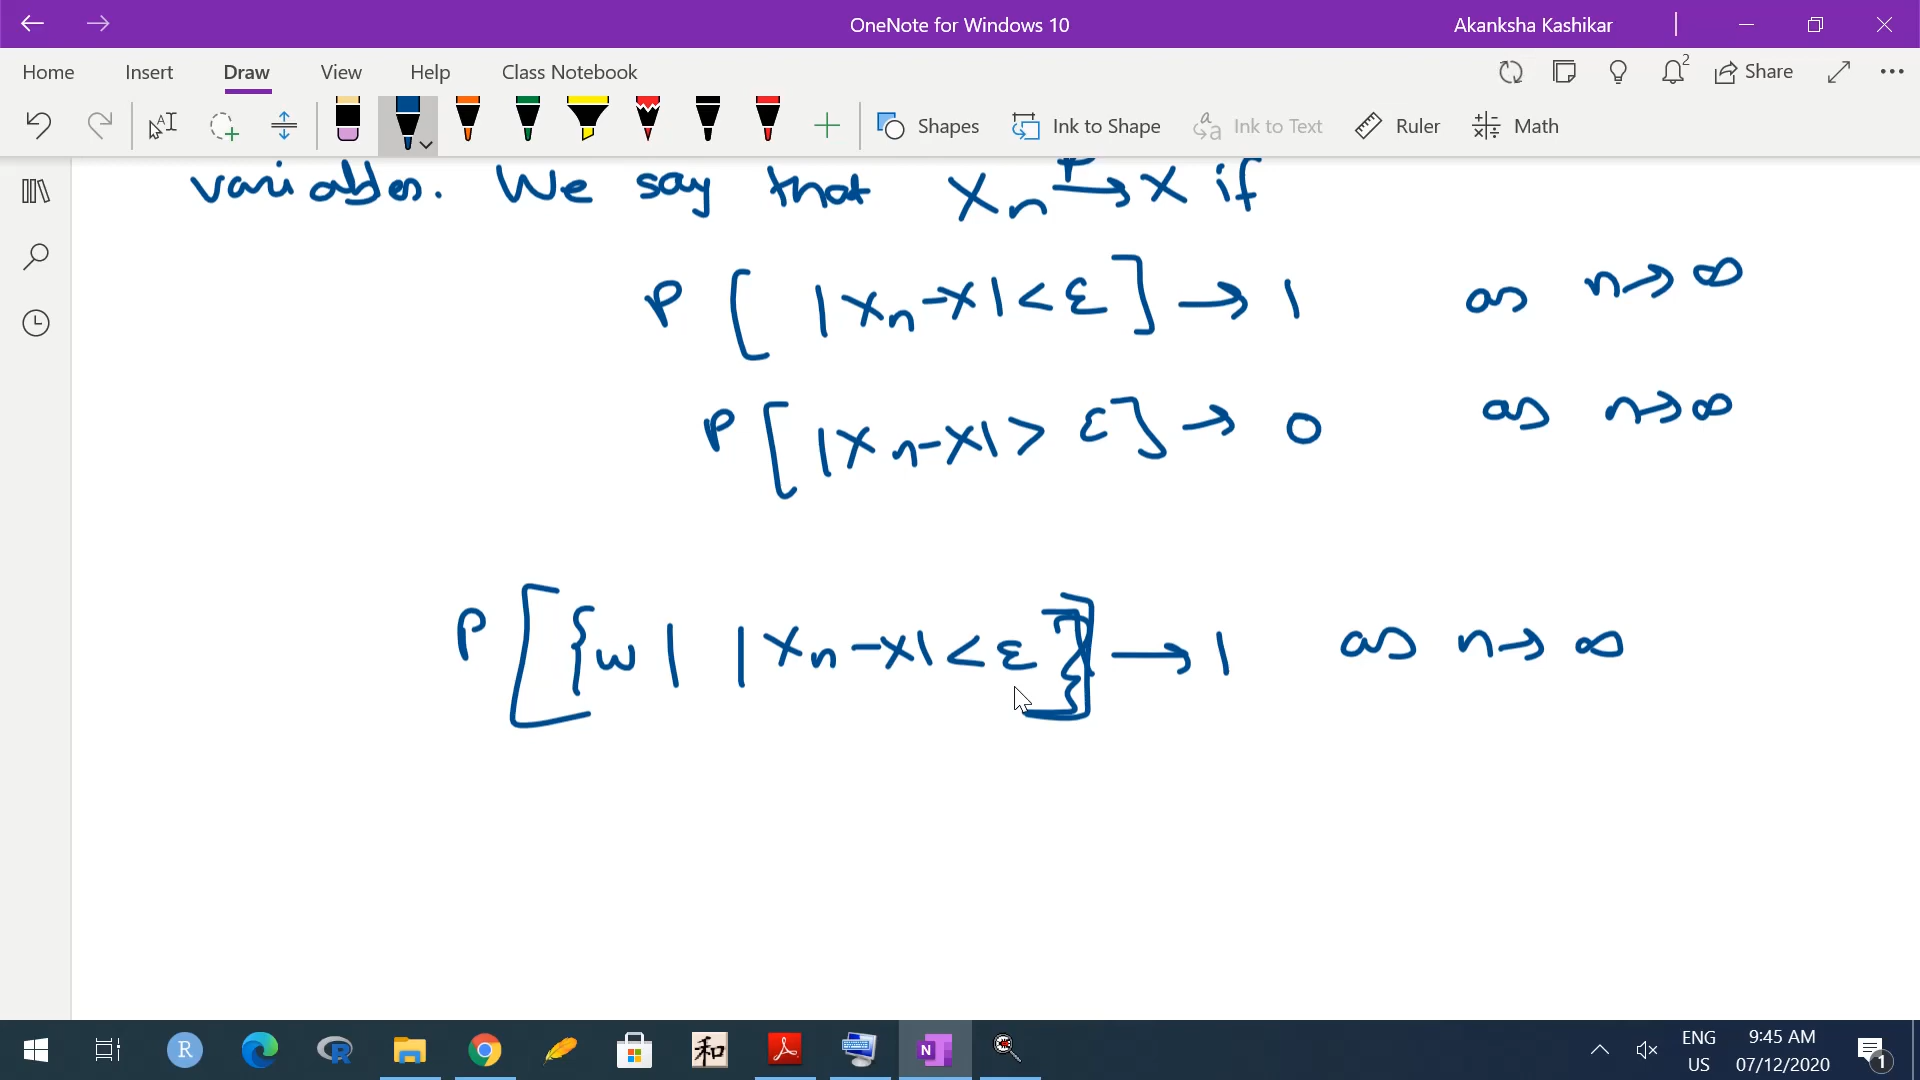 OneNote for Windows 10 Akanksha Kashikar
Home Insert Draw View Help Class Notebook 2 Share
Shapes Ink to Shape Ink to Text Ruler Math
variables. We say that Xn →p X if
P [ |Xn-X| < ε ] → 1 as n→∞
P [ |Xn-X| > ε ] → 0 as n→∞
P [ {w | |Xn-X| < ε } ] → 1 as n→∞
ENG 9:45 AM
US 07/12/2020 1